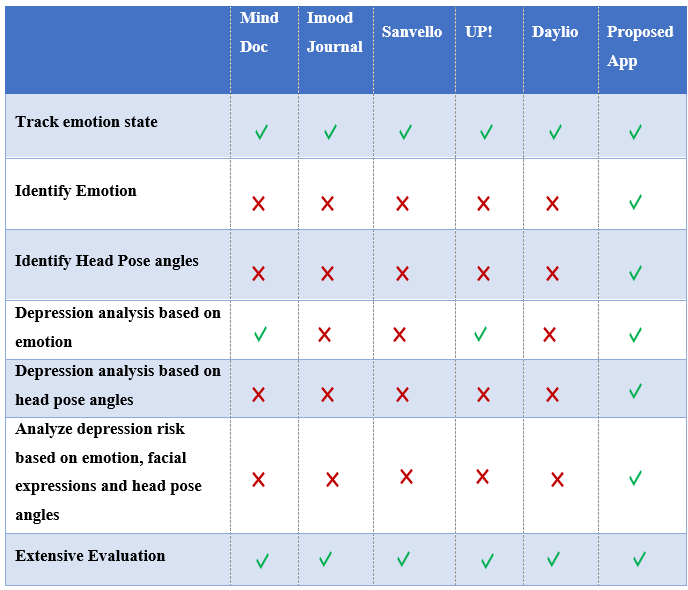 Mind
Doc
Imood
Journal
Sanvello
UP!
Daylio
Proposed
App
Track emotion state
Identify Emotion
Identify Head Pose angles
Depression analysis based on
emotion
Depression analysis based on
head pose angles
Analyze depression risk
based on emotion, facial
expressions and head pose
angles
Extensive Evaluation